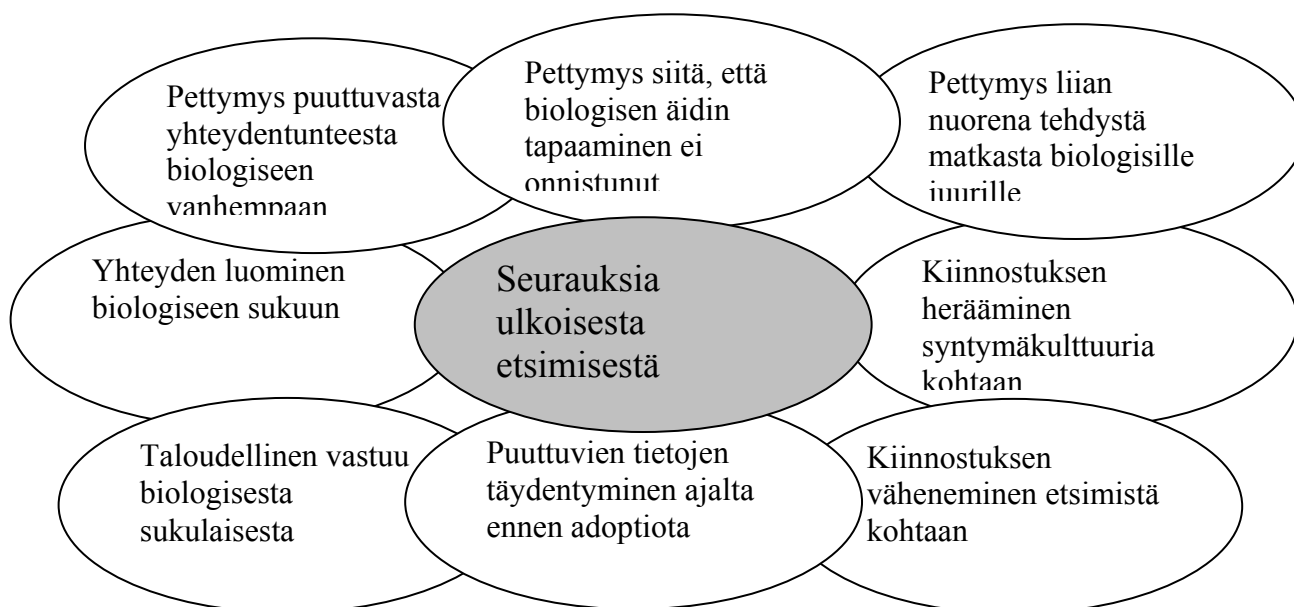 Pettymys puuttuvasta
yhteydentunteesta
biologiseen
vanhempaan
Pettymys siitä, että
biologisen äidin
tapaaminen ei
onnistunut
Pettymys liian
nuorena tehdystä
matkasta biologisille
juurille
Yhteyden luominen
biologiseen sukuun
Seurauksia
ulkoisesta
etsimisestä
Kiinnostuksen
herääminen
syntymäkulttuuria
kohtaan
Taloudellinen vastuu
biologisesta
sukulaisesta
Puuttuvien tietojen
täydentyminen ajalta
ennen adoptiota
Kiinnostuksen
väheneminen etsimistä
kohtaan